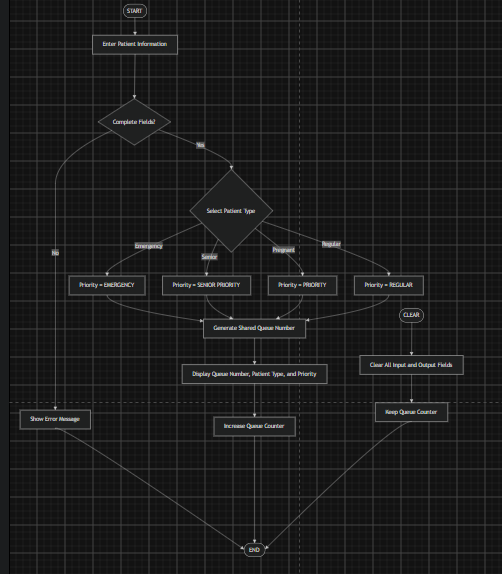 START
Enter Patient Information
Complete Fields?
Yes
Select Patient Type
No
Emergency
Senior
Pregnant
Regular
Priority = EMERGENCY
Priority = SENIOR PRIORITY
Priority = PRIORITY
Priority = REGULAR
Generate Shared Queue Number
CLEAR
Display Queue Number, Patient Type, and Priority
Clear All Input and Output Fields
Show Error Message
Increase Queue Counter
Keep Queue Counter
END